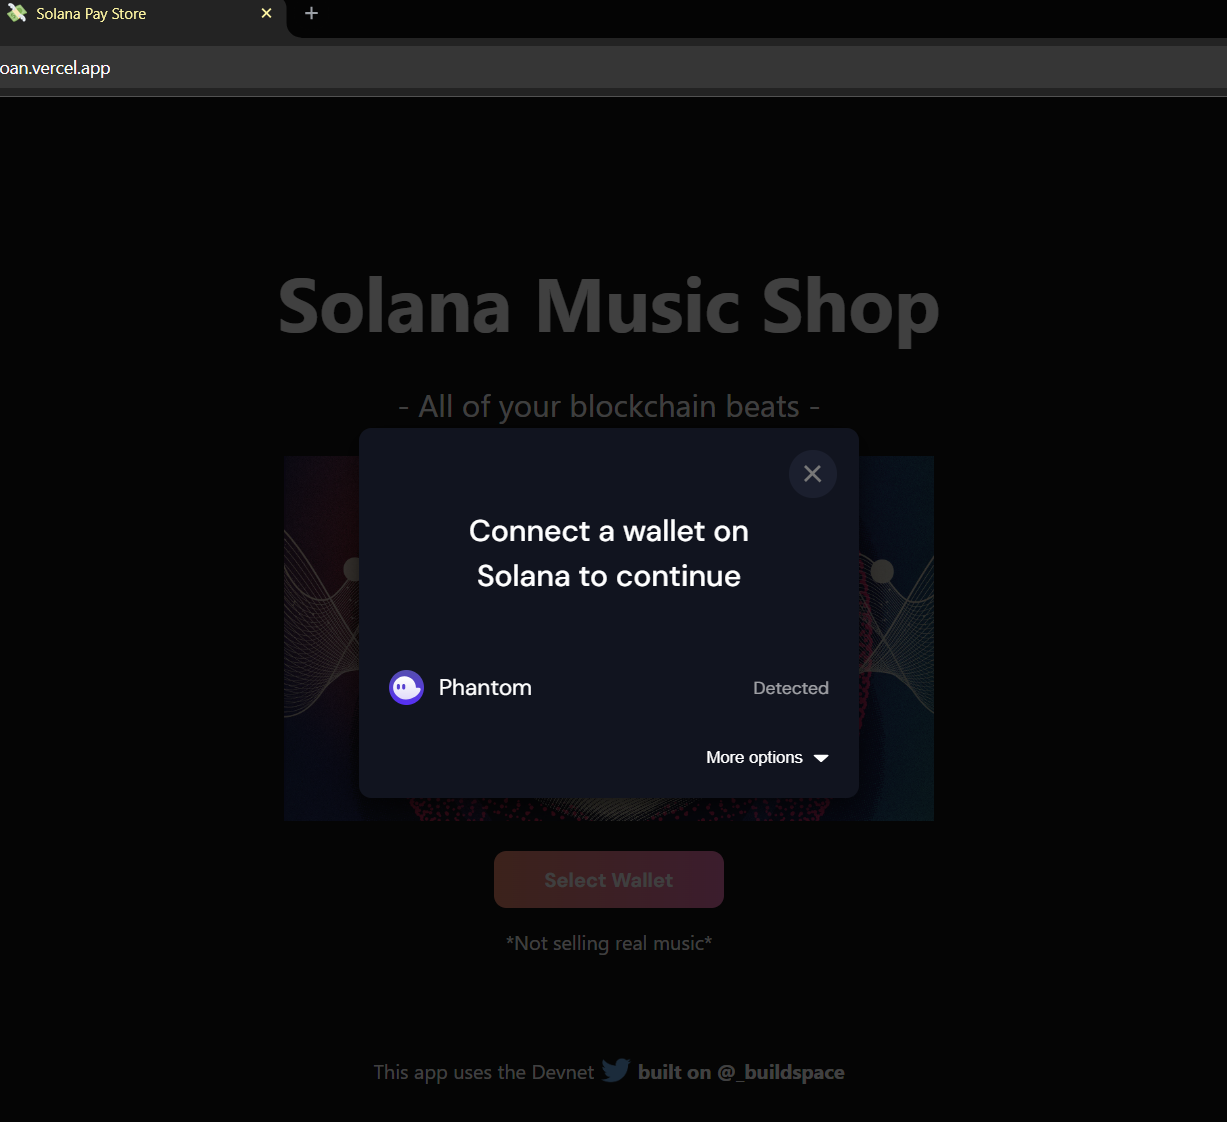 Solana Pay Store
oan.vercel.app
Solana Music Shop
- All of your blockchain beats -
Connect a wallet on
Solana to continue
Phantom Detected
More options
Select Wallet
*Not selling real music*
This app uses the Devnet built on @_buildspace